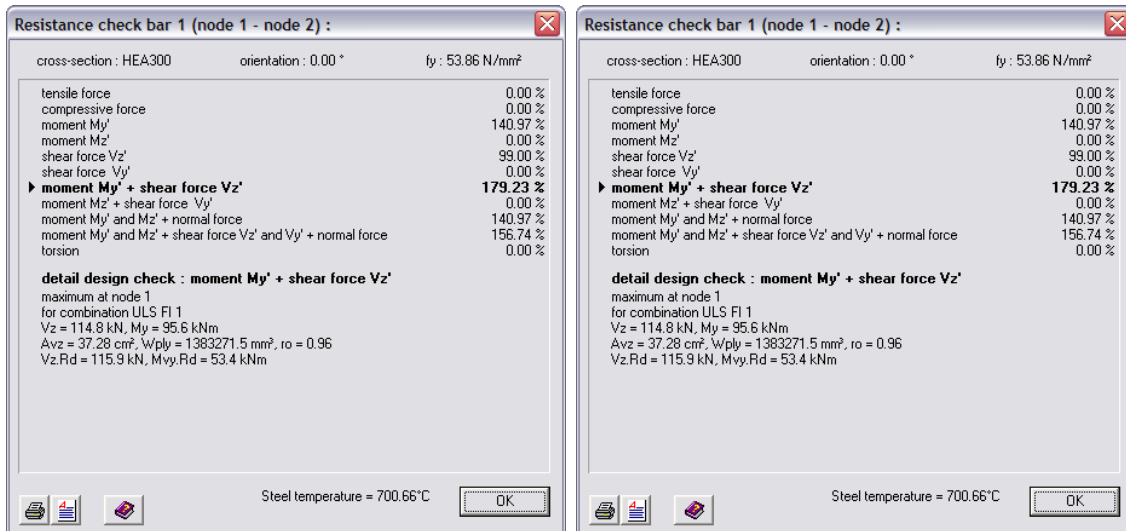 Resistance check bar 1 (node 1 - node 2) :
cross-section : HEA300 orientation : 0.00 ° fy : 53.86 N/mm²
tensile force 0.00 %
compressive force 0.00 %
moment My' 140.97 %
moment Mz' 0.00 %
shear force Vz' 99.00 %
shear force Vy' 0.00 %
moment My' + shear force Vz' 179.23 %
moment Mz' + shear force Vy' 0.00 %
moment My' and Mz' + normal force 140.97 %
moment My' and Mz' + shear force Vz' and Vy' + normal force 156.74 %
torsion 0.00 %
detail design check : moment My' + shear force Vz'
maximum at node 1
for combination ULS FI 1
Vz = 114.8 kN, My = 95.6 kNm
Avz = 37.28 cm², Wply = 1383271.5 mm³, ro = 0.96
Vz.Rd = 115.9 kN, Mvy.Rd = 53.4 kNm
Steel temperature = 700.66°C OK
Resistance check bar 1 (node 1 - node 2) :
cross-section : HEA300 orientation : 0.00 ° fy : 53.86 N/mm²
tensile force 0.00 %
compressive force 0.00 %
moment My' 140.97 %
moment Mz' 0.00 %
shear force Vz' 99.00 %
shear force Vy' 0.00 %
moment My' + shear force Vz' 179.23 %
moment Mz' + shear force Vy' 0.00 %
moment My' and Mz' + normal force 140.97 %
moment My' and Mz' + shear force Vz' and Vy' + normal force 156.74 %
torsion 0.00 %
detail design check : moment My' + shear force Vz'
maximum at node 1
for combination ULS FI 1
Vz = 114.8 kN, My = 95.6 kNm
Avz = 37.28 cm², Wply = 1383271.5 mm³, ro = 0.96
Vz.Rd = 115.9 kN, Mvy.Rd = 53.4 kNm
Steel temperature = 700.66°C OK